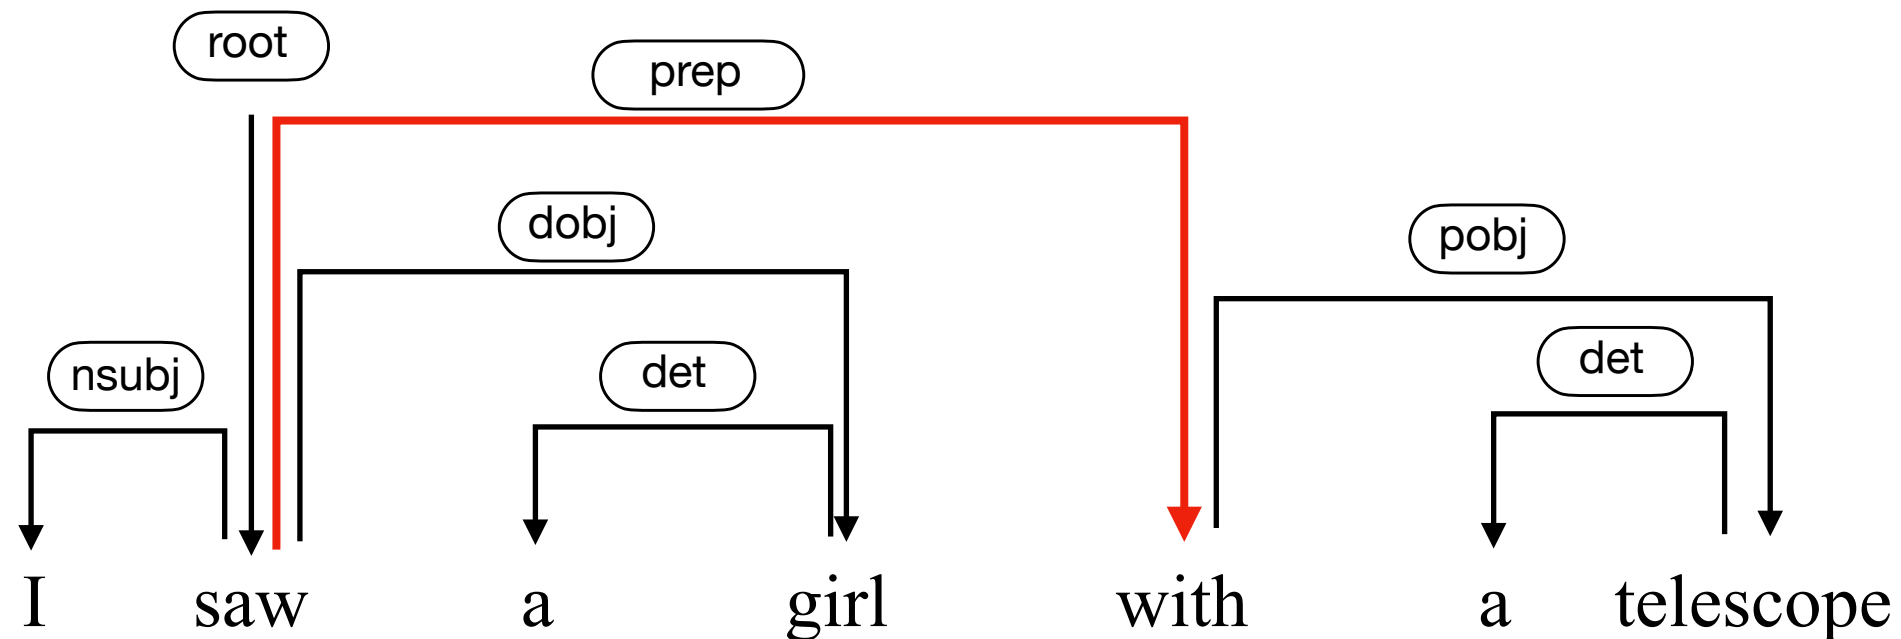 root
prep
dobj
pobj
nsubj
det
det
I saw a girl with a telescope